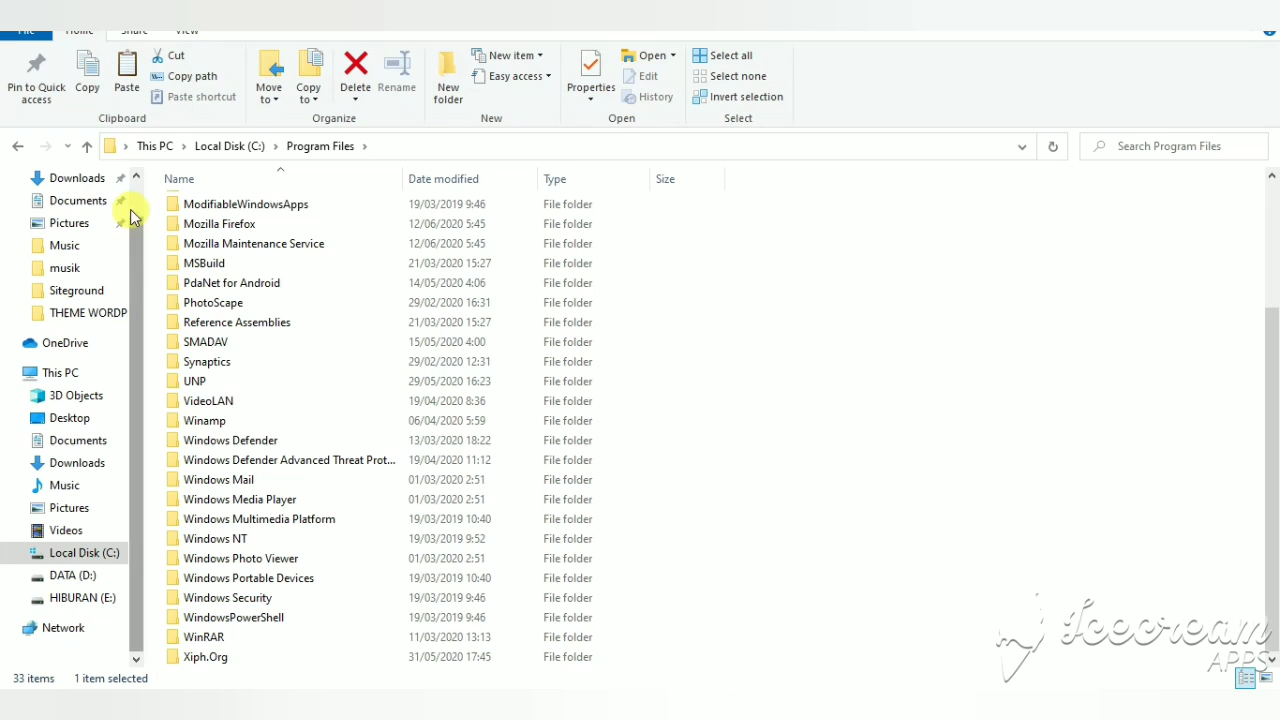 File Home Share View
Pin to Quick access
Copy
Paste
Cut
Copy path
Paste shortcut
Clipboard
Move to
Copy to
Delete
Rename
Organize
New folder
New item
Easy access
New
Properties
Open
Edit
History
Open
Select all
Select none
Invert selection
Select
This PC > Local Disk (C:) > Program Files >
Search Program Files
Downloads
Documents
Pictures
Music
musik
Siteground
THEME WORDP
OneDrive
This PC
3D Objects
Desktop
Documents
Downloads
Music
Pictures
Videos
Local Disk (C:)
DATA (D:)
HIBURAN (E:)
Network
Name Date modified Type Size
ModifiableWindowsApps 19/03/2019 9:46 File folder
Mozilla Firefox 12/06/2020 5:45 File folder
Mozilla Maintenance Service 12/06/2020 5:45 File folder
MSBuild 21/03/2020 15:27 File folder
PdaNet for Android 14/05/2020 4:06 File folder
PhotoScape 29/02/2020 16:31 File folder
Reference Assemblies 21/03/2020 15:27 File folder
SMADAV 15/05/2020 4:00 File folder
Synaptics 29/02/2020 12:31 File folder
UNP 29/05/2020 16:23 File folder
VideoLAN 19/04/2020 8:36 File folder
Winamp 06/04/2020 5:59 File folder
Windows Defender 13/03/2020 18:22 File folder
Windows Defender Advanced Threat Prot... 19/04/2020 11:12 File folder
Windows Mail 01/03/2020 2:51 File folder
Windows Media Player 01/03/2020 2:51 File folder
Windows Multimedia Platform 19/03/2019 10:40 File folder
Windows NT 19/03/2019 9:52 File folder
Windows Photo Viewer 01/03/2020 2:51 File folder
Windows Portable Devices 19/03/2019 10:40 File folder
Windows Security 19/03/2019 9:46 File folder
WindowsPowerShell 19/03/2019 9:46 File folder
WinRAR 11/03/2020 13:13 File folder
Xiph.Org 31/05/2020 17:45 File folder
33 items 1 item selected
Icecream
APPS